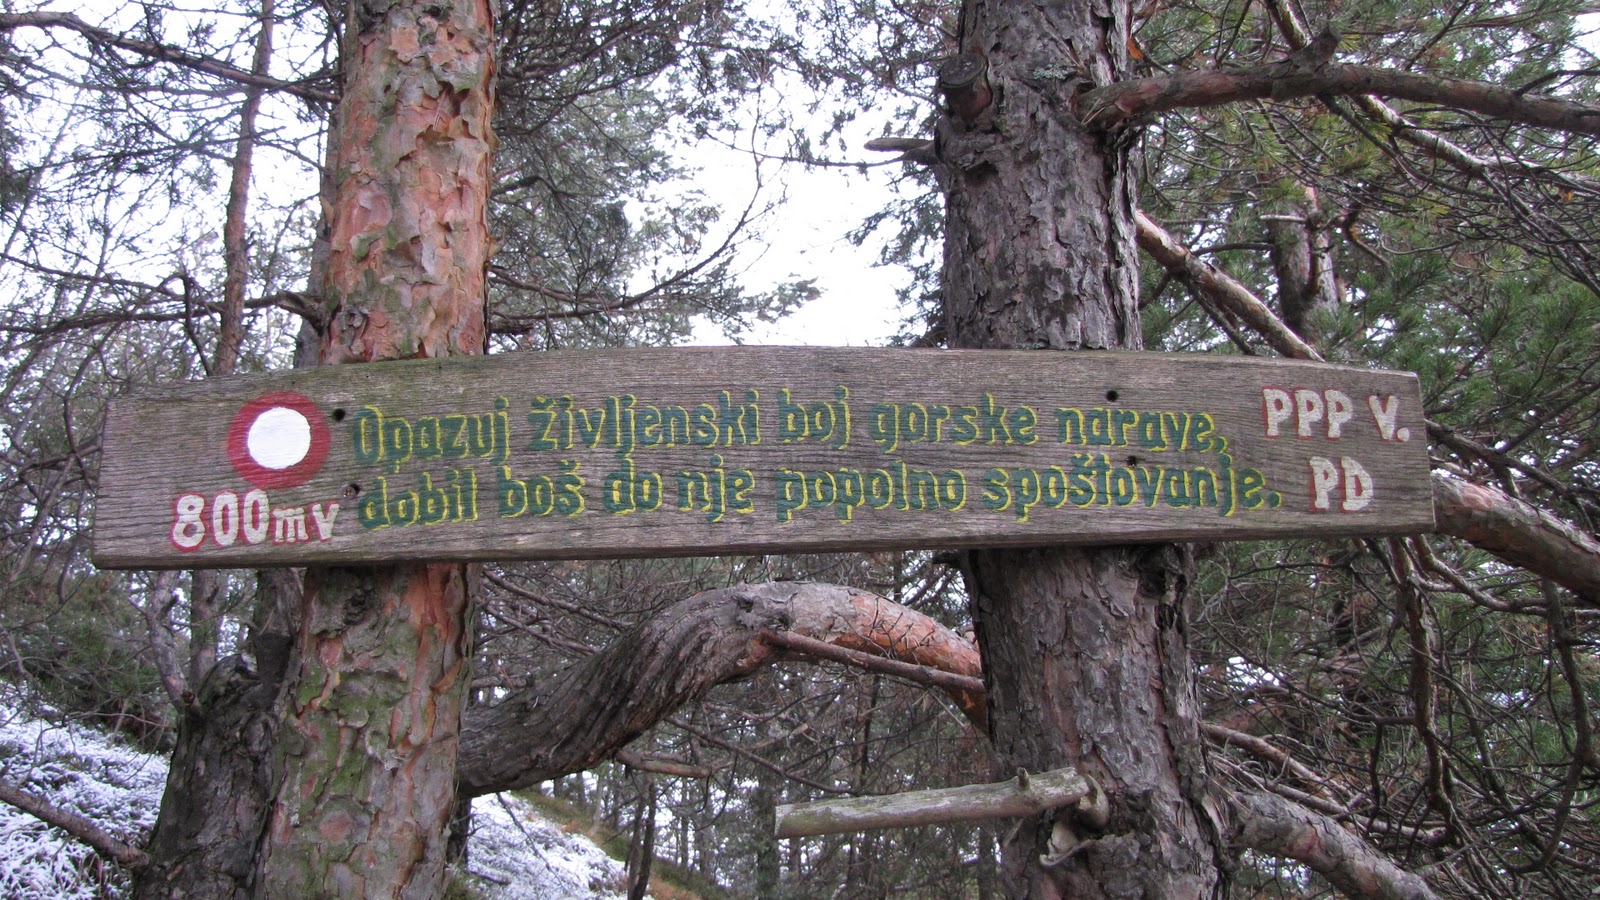 Opazuj življenski boj gorske narave,
dobil boš do nje popolno spoštovanje.
800mv
PPP V.
PD